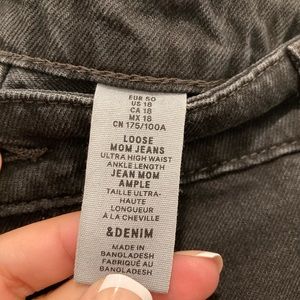 EUR 50
US 18
CA 18
MX 18
CN 175/100A
LOOSE
MOM JEANS
ULTRA HIGH WAIST
ANKLE LENGTH
JEAN MOM
AMPLE
TAILLE ULTRA-
HAUTE
LONGUEUR
À LA CHEVILLE
&DENIM
MADE IN
BANGLADESH
FABRIQUÉ AU
BANGLADESH